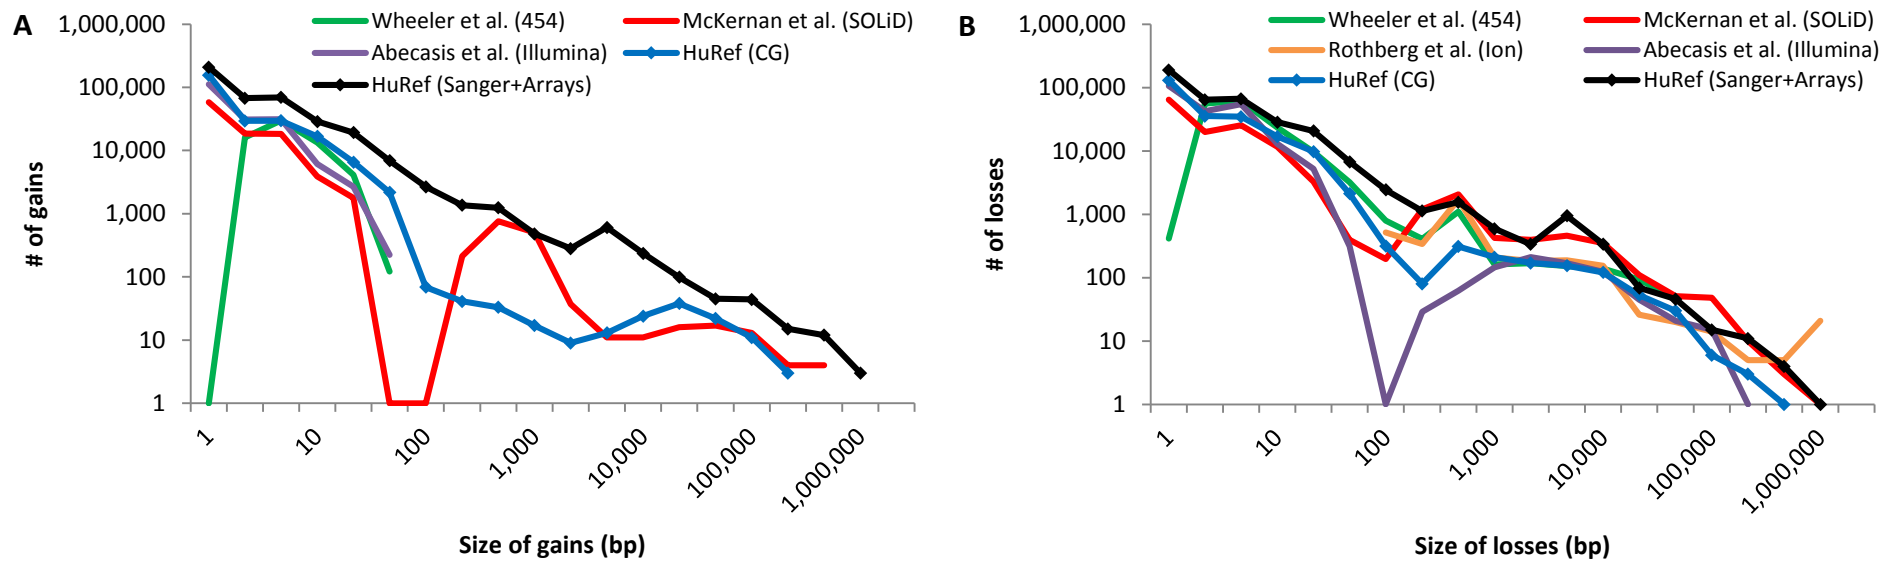 A
Wheeler et al. (454)
McKernan et al. (SOLiD)
Abecasis et al. (Illumina)
HuRef (CG)
HuRef (Sanger+Arrays)
1,000,000
100,000
10,000
1,000
100
10
1
# of gains
1
10
100
1,000
10,000
100,000
1,000,000
Size of gains (bp)
B
Wheeler et al. (454)
McKernan et al. (SOLiD)
Rothberg et al. (Ion)
Abecasis et al. (Illumina)
HuRef (CG)
HuRef (Sanger+Arrays)
1,000,000
100,000
10,000
1,000
100
10
1
# of losses
1
10
100
1,000
10,000
100,000
1,000,000
Size of losses (bp)